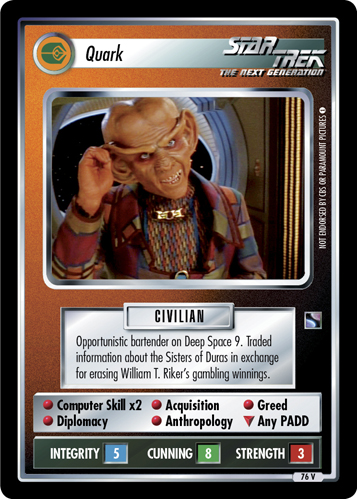 Quark
STAR TREK
THE NEXT GENERATION
NOT ENDORSED BY CBS OR PARAMOUNT PICTURES
CIVILIAN
Opportunistic bartender on Deep Space 9. Traded
information about the Sisters of Duras in exchange
for erasing William T. Riker's gambling winnings.
Computer Skill x2 Acquisition Greed
Diplomacy Anthropology Any PADD
INTEGRITY 5 CUNNING 8 STRENGTH 3
76 V